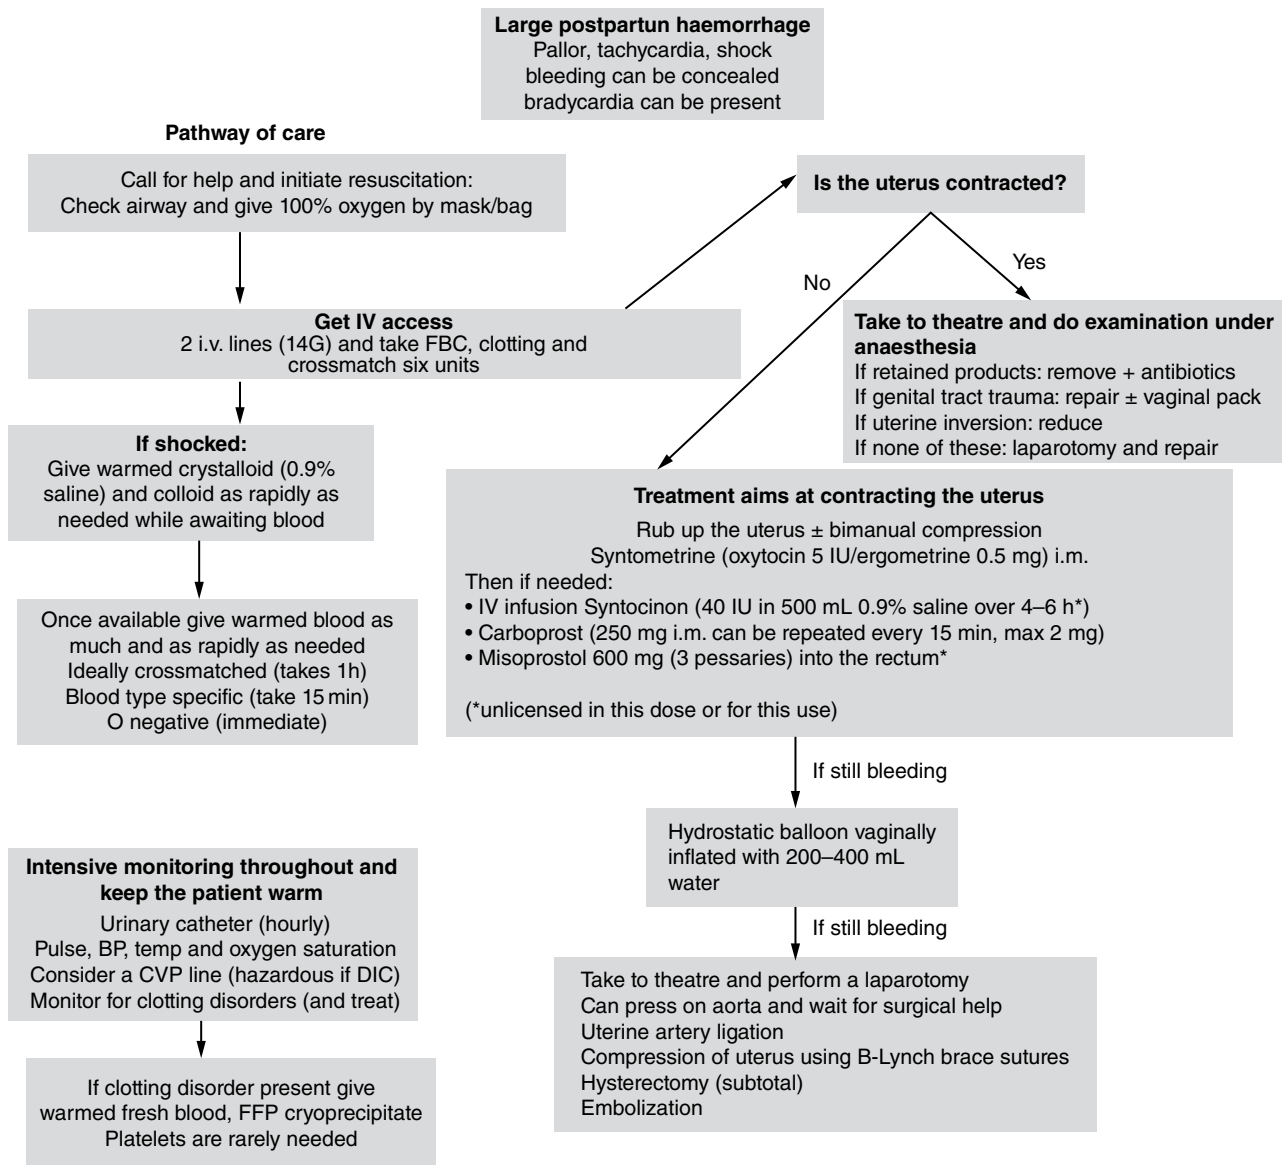 Large postpartun haemorrhage
Pallor, tachycardia, shock
bleeding can be concealed
bradycardia can be present
Pathway of care
Call for help and initiate resuscitation:
Check airway and give 100% oxygen by mask/bag
Get IV access
2 i.v. lines (14G) and take FBC, clotting and
crossmatch six units
If shocked:
Give warmed crystalloid (0.9%
saline) and colloid as rapidly as
needed while awaiting blood
Once available give warmed blood as
much and as rapidly as needed
Ideally crossmatched (takes 1h)
Blood type specific (take 15 min)
O negative (immediate)
Intensive monitoring throughout and
keep the patient warm
Urinary catheter (hourly)
Pulse, BP, temp and oxygen saturation
Consider a CVP line (hazardous if DIC)
Monitor for clotting disorders (and treat)
If clotting disorder present give
warmed fresh blood, FFP cryoprecipitate
Platelets are rarely needed
Is the uterus contracted?
No
Yes
Take to theatre and do examination under
anaesthesia
If retained products: remove + antibiotics
If genital tract trauma: repair ± vaginal pack
If uterine inversion: reduce
If none of these: laparotomy and repair
Treatment aims at contracting the uterus
Rub up the uterus ± bimanual compression
Syntometrine (oxytocin 5 IU/ergometrine 0.5 mg) i.m.
Then if needed:
• IV infusion Syntocinon (40 IU in 500 mL 0.9% saline over 4–6 h*)
• Carboprost (250 mg i.m. can be repeated every 15 min, max 2 mg)
• Misoprostol 600 mg (3 pessaries) into the rectum*
(*unlicensed in this dose or for this use)
If still bleeding
Hydrostatic balloon vaginally
inflated with 200–400 mL
water
If still bleeding
Take to theatre and perform a laparotomy
Can press on aorta and wait for surgical help
Uterine artery ligation
Compression of uterus using B-Lynch brace sutures
Hysterectomy (subtotal)
Embolization